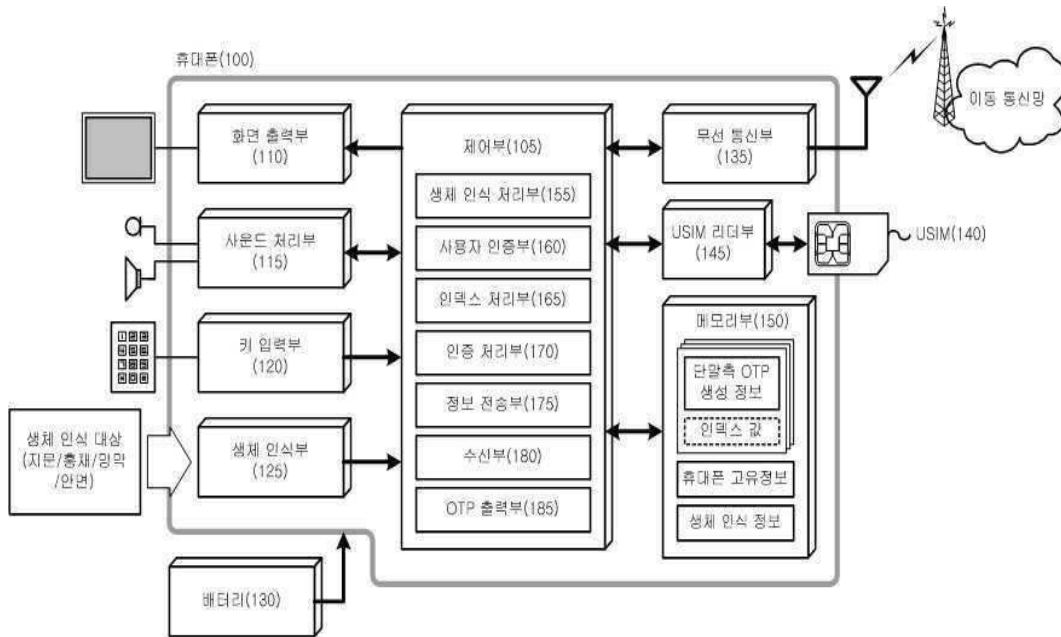 휴대폰(100)
이동 통신망
화면 출력부
(110)
제어부(105)
무선 통신부
(135)
생체 인식 처리부(155)
사운드 처리부
(115)
사용자 인증부(160)
USIM 리더부
(145)
USIM(140)
인덱스 처리부(165)
키 입력부
(120)
인증 처리부(170)
메모리부(150)
단말측 OTP
생성 정보
인덱스 값
정보 전송부(175)
생체 인식 대상
(지문/홍채/망막
/안면)
생체 인식부
(125)
수신부(180)
휴대폰 고유정보
OTP 출력부(185)
생체 인식 정보
배터리(130)